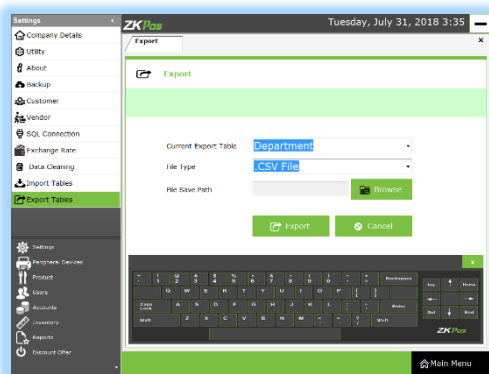 Settings
ZKPos
Tuesday, July 31, 2018 3:35
Company Details
Utility
About
Backup
Customer
Vendor
SQL Connection
Exchange Rate
Data Cleaning
Import Tables
Export Tables
Export
Export
Current Export Table
Department
File Type
.CSV File
File Save Path
Browse
Export
Cancel
Settings
Peripheral Devices
Product
Users
Accounts
Inventory
Reports
Discount Offer
Backspace
Q W E R T Y U I O P { }
Caps Lock A S D F G H J K L Enter
Shift Z X C V B N M ? Shift
Ins Home
Del End
ZKPos
Main Menu